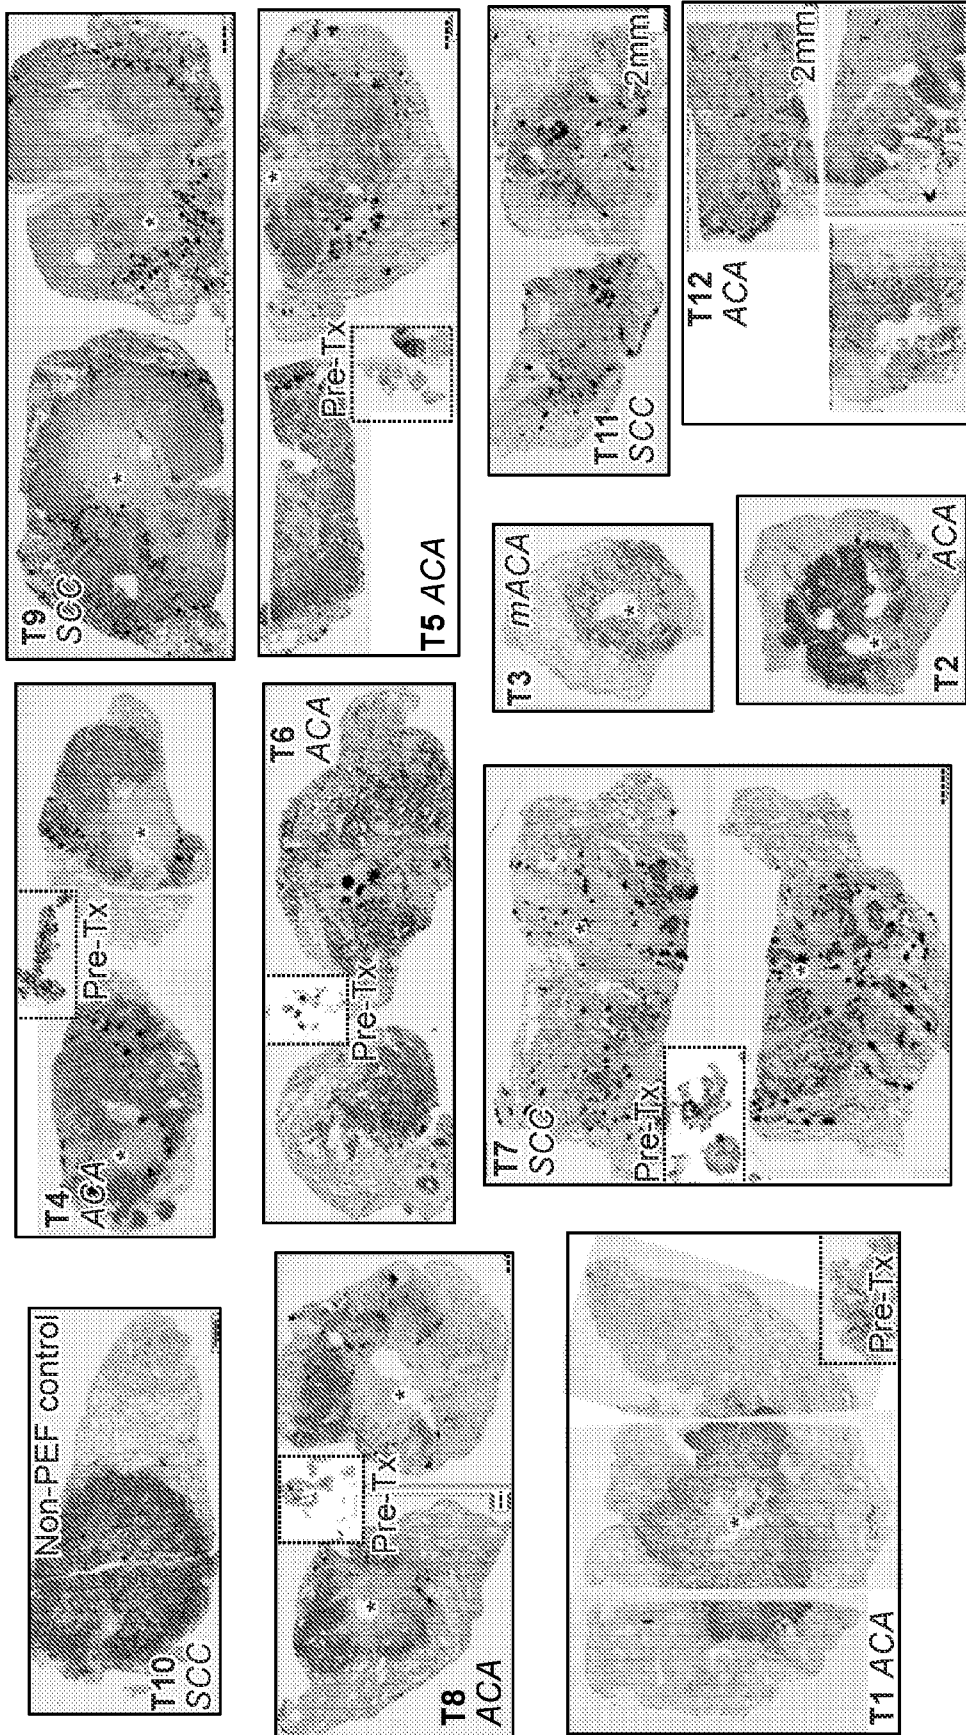 T10
SCC
Non-PEF control
T4
ACA
Pre-Tx
T9
SCC
T8
ACA
Pre-Tx
T6
ACA
Pre-Tx
T5 ACA
Pre-Tx
T1 ACA
Pre-Tx
T7
SCC
Pre-Tx
T3
mACA
T2
ACA
T11
SCC
2mm
T12
ACA
2mm